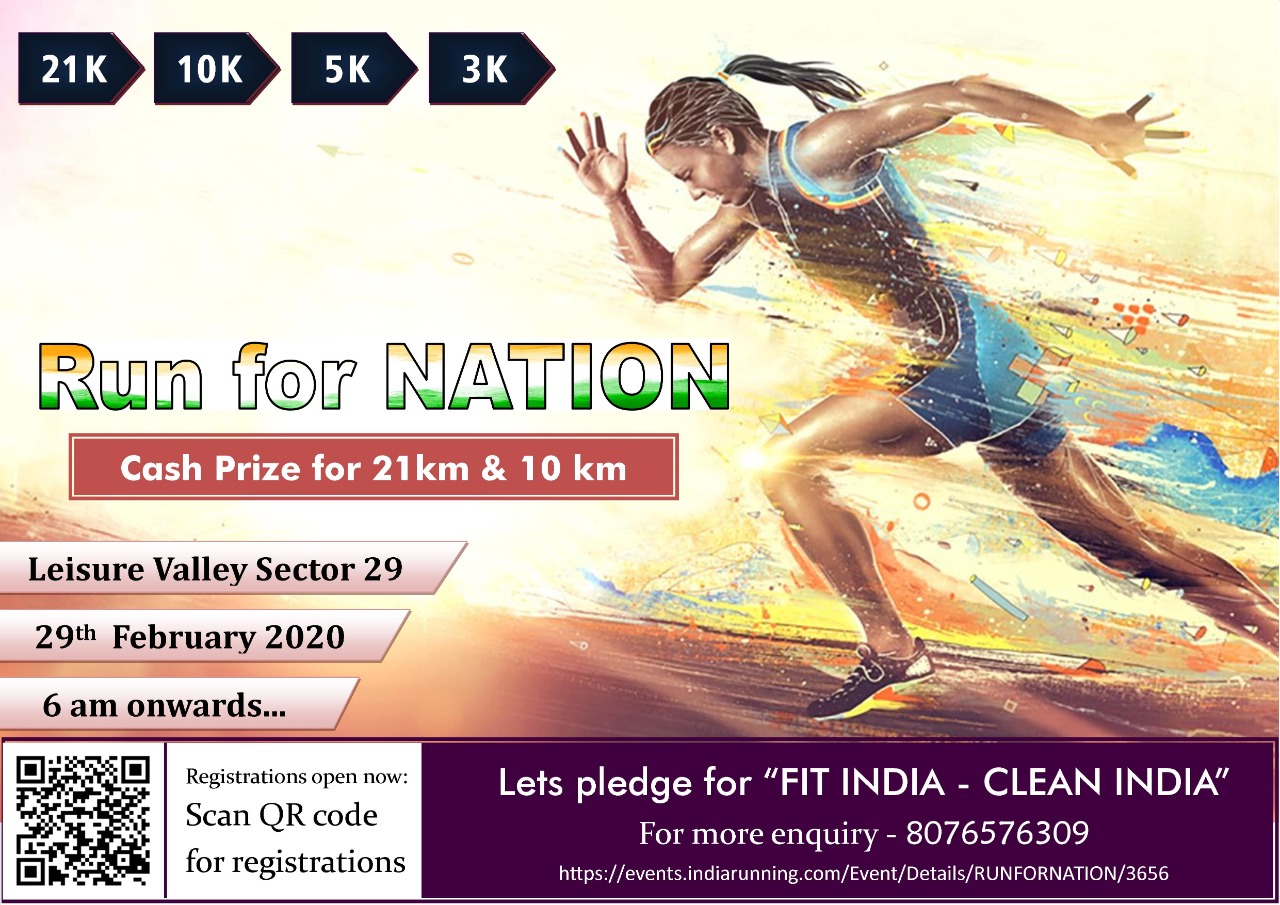 21K 10K 5K 3K
Run for NATION
Cash Prize for 21km & 10 km
Leisure Valley Sector 29
29th February 2020
6 am onwards...
Registrations open now:
Scan QR code
for registrations
Lets pledge for “FIT INDIA - CLEAN INDIA”
For more enquiry - 8076576309
https://events.indiarunning.com/Event/Details/RUNFORNATION/3656